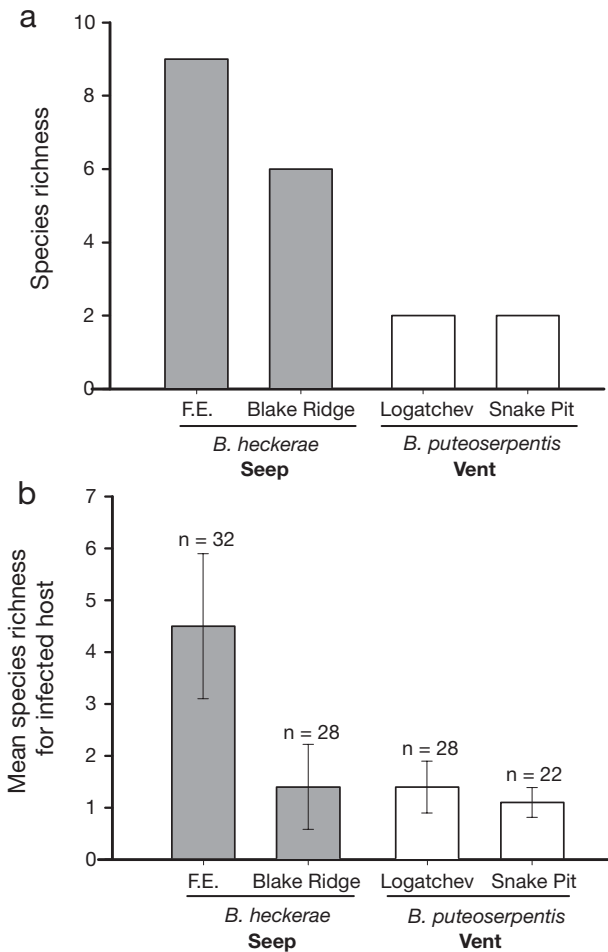 a
Species richness
10
8
6
4
2
0
F.E. Blake Ridge Logatchev Snake Pit
B. heckerae B. puteoserpentis
Seep Vent
b
Mean species richness
for infected host
7
6
5
4
3
2
1
0
n = 32
n = 28
n = 28
n = 22
F.E. Blake Ridge Logatchev Snake Pit
B. heckerae B. puteoserpentis
Seep Vent